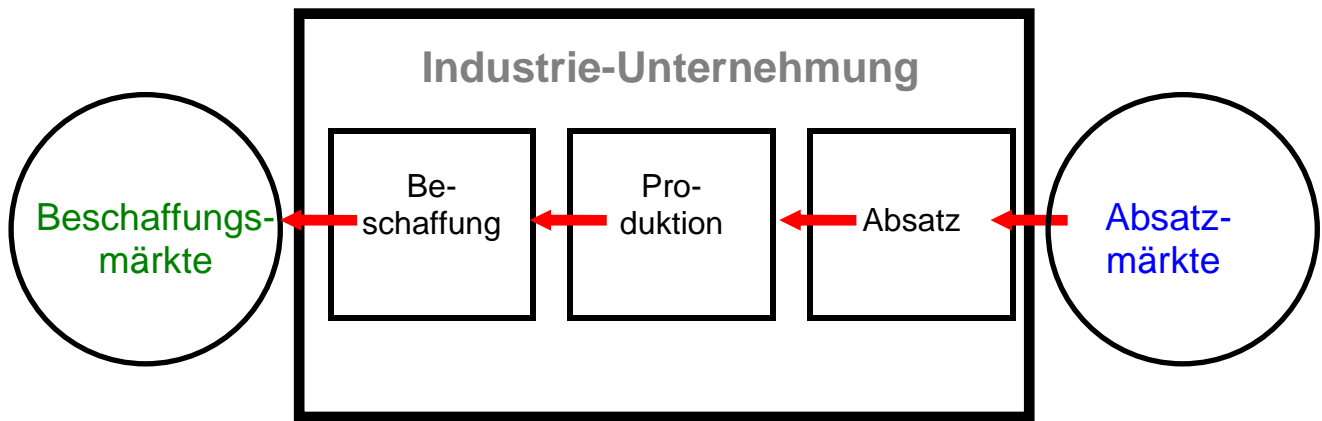 Industrie-Unternehmung
Beschaffungs-
märkte
Be-
schaffung
Pro-
duktion
Absatz
Absatz-
märkte